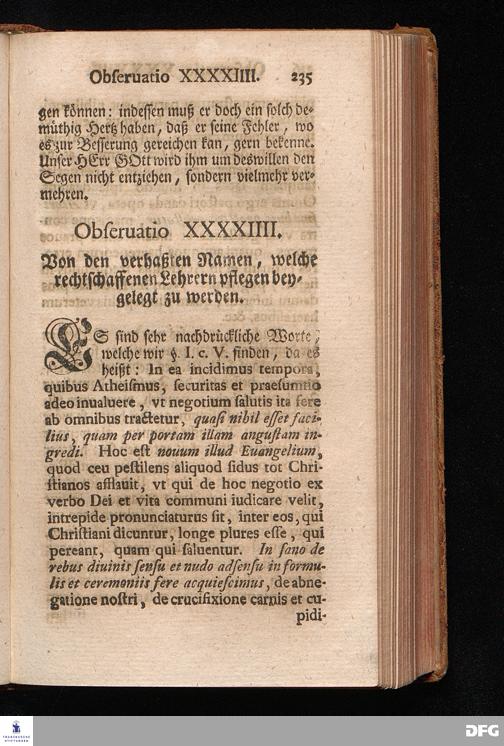 Obseruatio XXXXIIII. 235
gen können: indessen muß er doch ein solch de-
müthig Hertz haben, daß er seine Fehler, wo
es zur Besserung gereichen kan, gern bekenne.
Unser HErr GOtt wird ihm um deswillen den
Segen nicht entziehen, sondern vielmehr ver-
mehren.
Obseruatio XXXXIIII.
Von den verhaßten Namen, welche
rechtschaffenen Lehrern pflegen bey-
gelegt zu werden.
ES sind sehr nachdrückliche Worte,
welche wir §. I. c. V. finden, da es
heißt: In ea incidimus tempora,
quibus Atheismus, securitas et praesumtio
adeo inualuere, vt negotium salutis ita fere
ab omnibus tractetur, quasi nihil esset faci-
lius, quam per portam illam angustam in-
gredi. Hoc est nouum illud Euangelium,
quod ceu pestilens aliquod sidus tot Chri-
stianos afflauit, vt qui de hoc negotio ex
verbo Dei et vita communi iudicare velit,
intrepide pronunciaturus sit, inter eos, qui
Christiani dicuntur, longe plures esse, qui
pereant, quam qui saluentur. In sano de
rebus diuinis sensu et nudo adsensu in formu-
lis et ceremoniis fere acquiescimus, de abne-
gatione nostri, de crucifixione carnis et cu-
pidi-
FRANCKESCHE
STIFTUNGEN
DFG